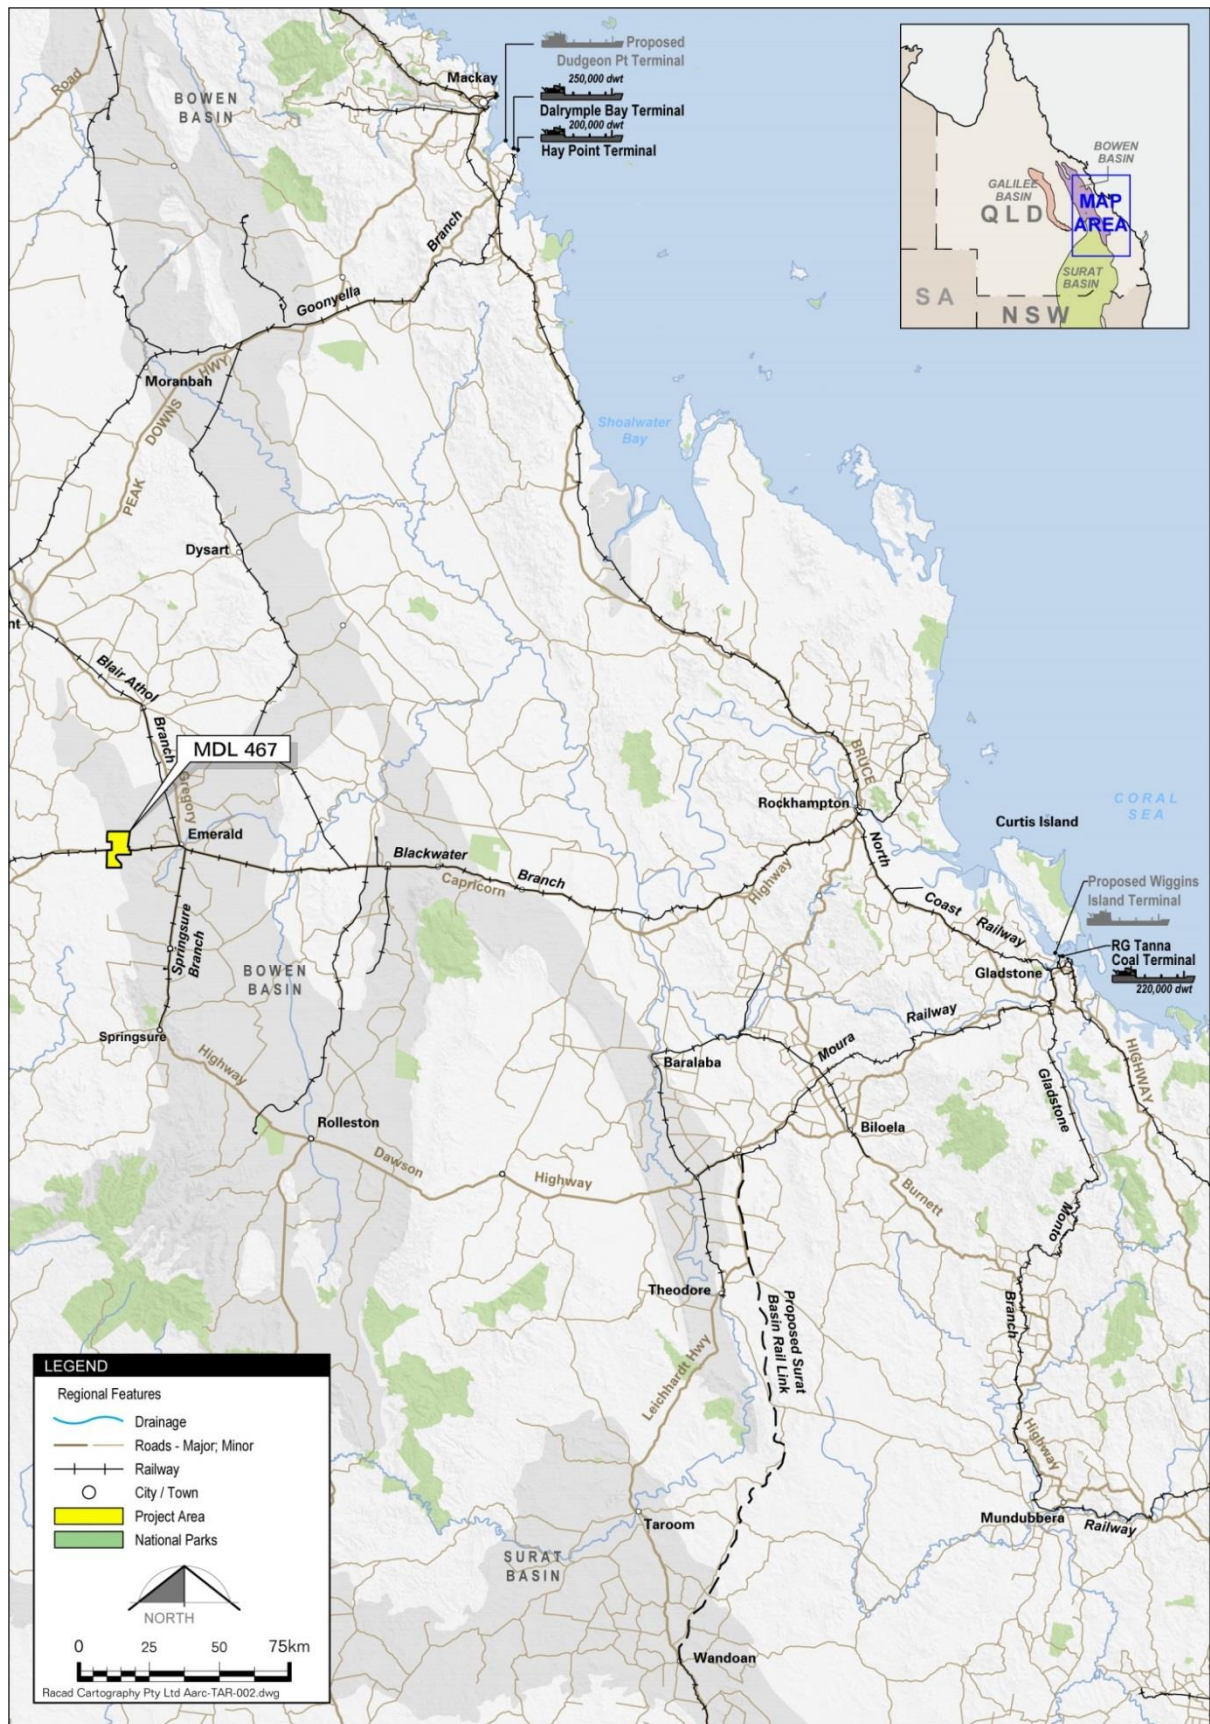 Proposed
Dudgeon Pt Terminal
Mackay
250,000 dwt
Dalrymple Bay Terminal
200,000 dwt
Hay Point Terminal
Road
BOWEN
BASIN
BOWEN
BASIN
GALILEE
BASIN
QLD
MAP
AREA
SURAT
BASIN
SA
NSW
Branch
Goonyella
HWY
Moranbah
DOWNS
PEAK
Shoalwater
Bay
Dysart
nt
Blair Athol
Branch
MDL 467
Gregory
BRUCE
Rockhampton
CORAL
SEA
Curtis Island
Emerald
North
Blackwater
Capricorn
Branch
Highway
Proposed Wiggins
Island Terminal
Coast
Railway
Springsure
Branch
RG Tanna
Coal Terminal
220,000 dwt
BOWEN
BASIN
Gladstone
Railway
Springsure
Moura
HIGHWAY
Highway
Baralaba
Gladstone
Rolleston
Biloela
Dawson
Highway
Burnett
Monto
Theodore
Proposed Surat
Basin Rail Link
Branch
Leichhardt Hwy
LEGEND
Regional Features
Drainage
Roads - Major; Minor
Railway
City / Town
Project Area
National Parks
NORTH
0 25 50 75km
Racad Cartography Pty Ltd Aarc-TAR-002.dwg
Highway
Taroom
Mundubbera
Railway
SURAT
BASIN
Wandoan